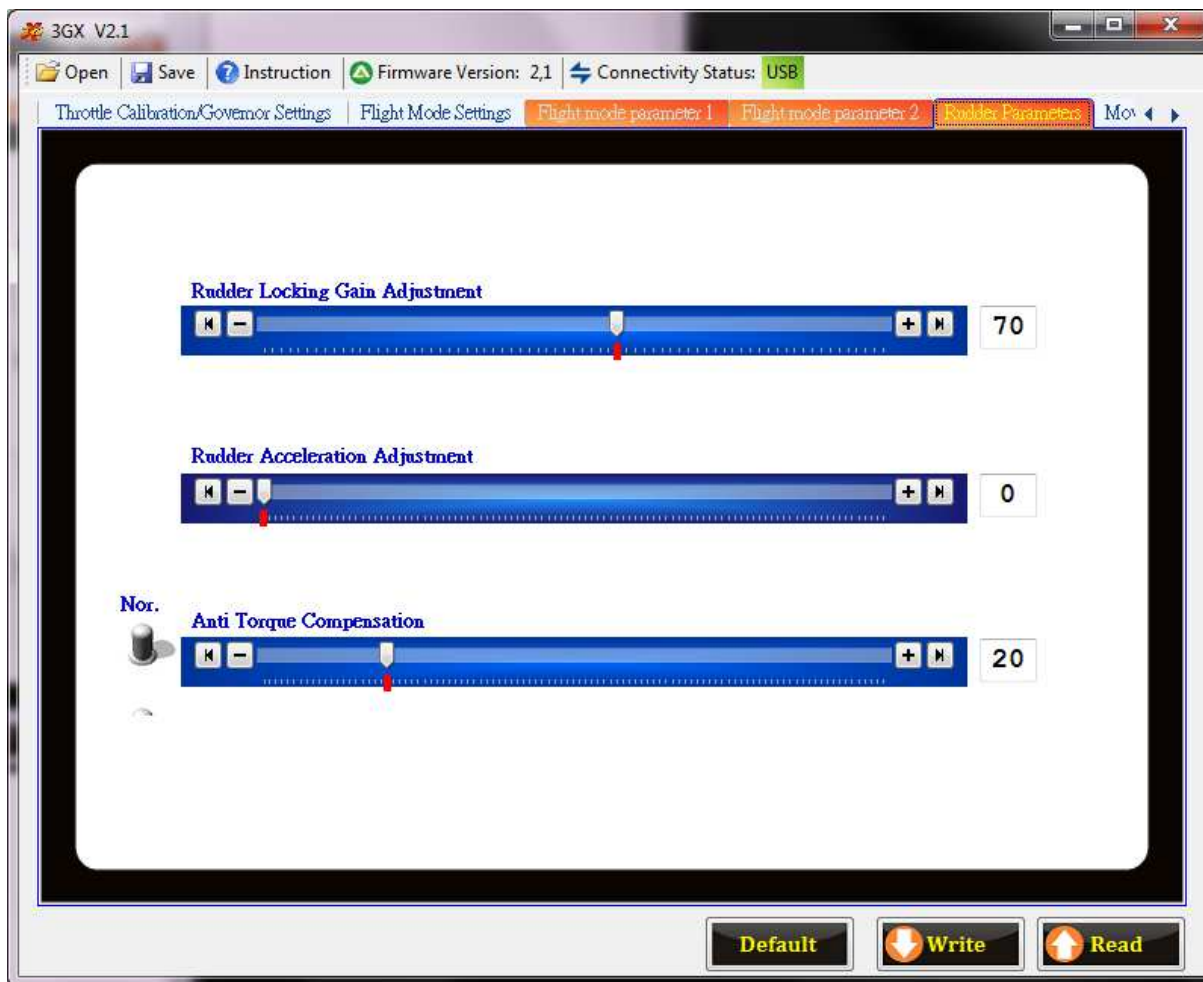 3GX V2.1
Open Save Instruction Firmware Version: 2,1 Connectivity Status: USB
Throttle Calibration/Governor Settings Flight Mode Settings Flight mode parameter 1 Flight mode parameter 2 Rudder Parameters Mov
Rudder Locking Gain Adjustment
70
Rudder Acceleration Adjustment
0
Nor.
Anti Torque Compensation
20
Default Write Read